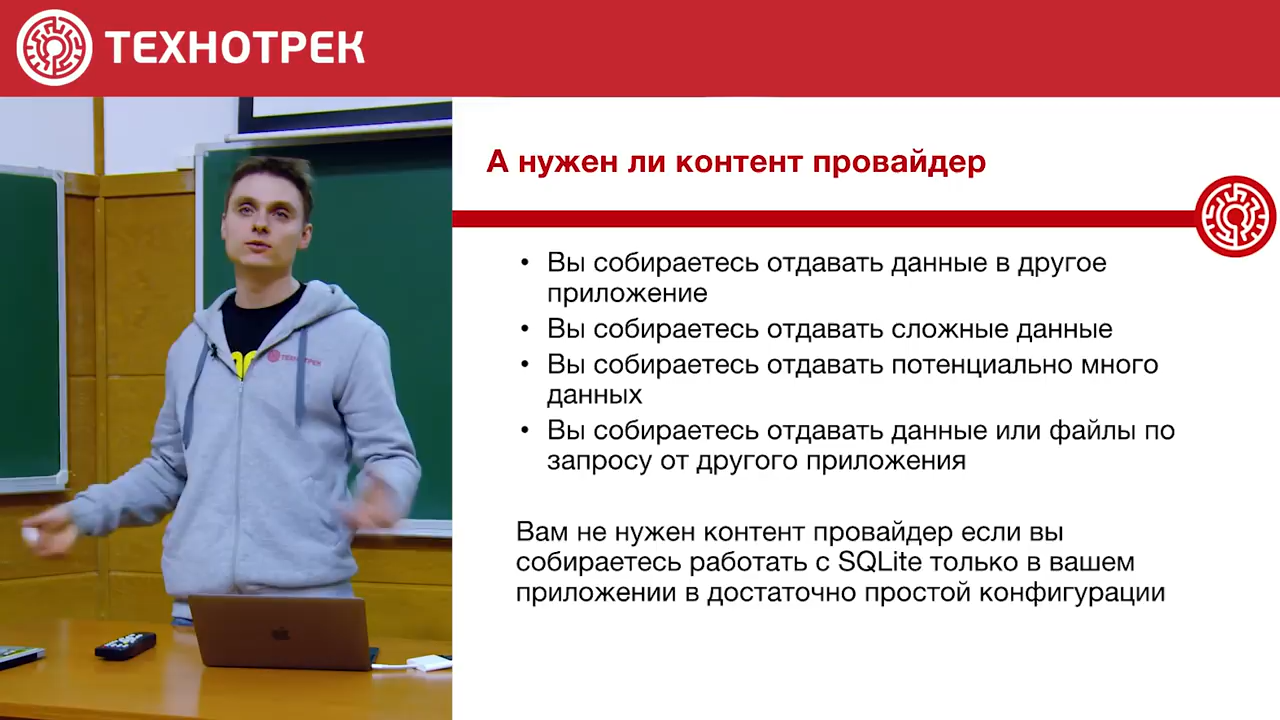 ТЕХНОТРЕК
А нужен ли контент провайдер
• Вы собираетесь отдавать данные в другое
приложение
• Вы собираетесь отдавать сложные данные
• Вы собираетесь отдавать потенциально много
данных
• Вы собираетесь отдавать данные или файлы по
запросу от другого приложения
Вам не нужен контент провайдер если вы
собираетесь работать с SQLite только в вашем
приложении в достаточно простой конфигурации
ТЕХНОТРЕК